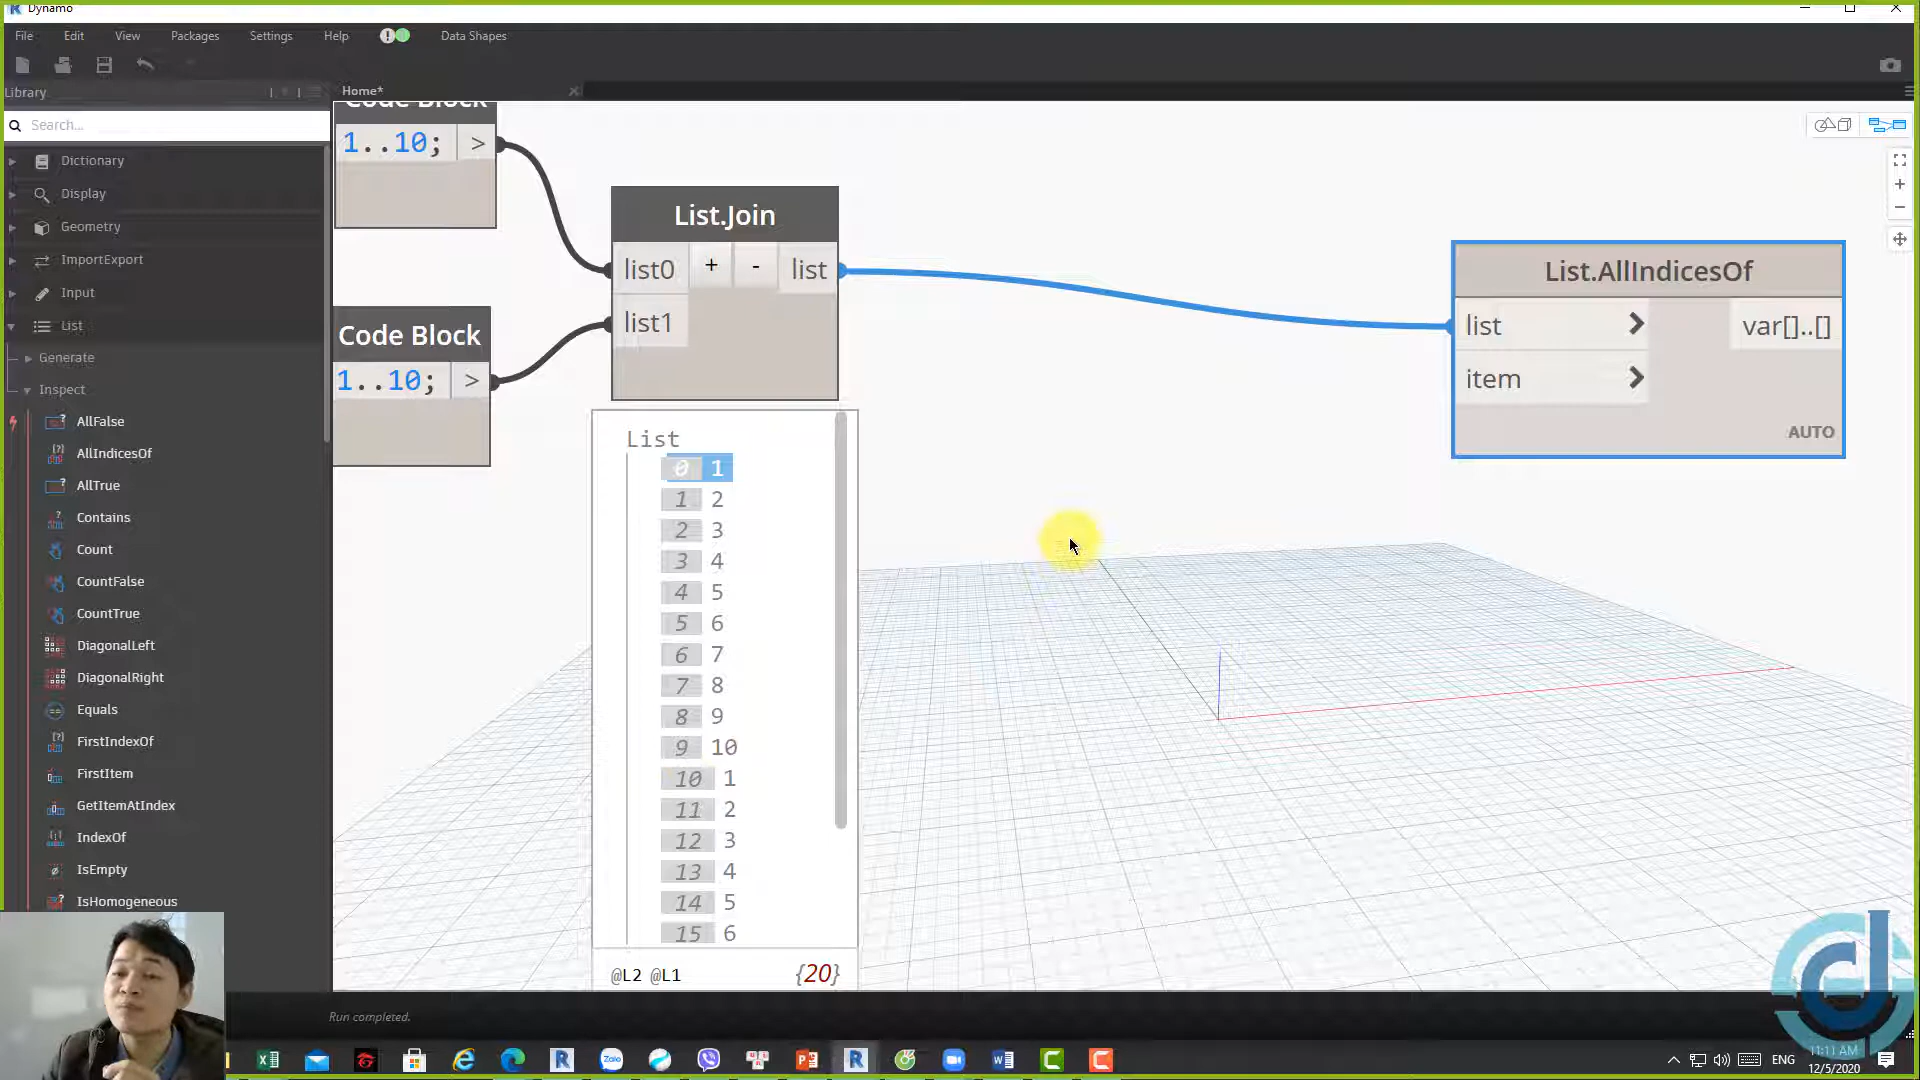 Dynamo
File Edit View Packages Settings Help ! Data Shapes
Library
Home*
Search...
Dictionary
Display
Geometry
ImportExport
Input
List
Generate
Inspect
AllFalse
AllIndicesOf
AllTrue
Contains
Count
CountFalse
CountTrue
DiagonalLeft
DiagonalRight
Equals
FirstIndexOf
FirstItem
GetItemAtIndex
IndexOf
IsEmpty
IsHomogeneous
Code Block
1..10; >
Code Block
1..10; >
List.Join
list0 + - list
list1
List
0 1
1 2
2 3
3 4
4 5
5 6
6 7
7 8
8 9
9 10
10 1
11 2
12 3
13 4
14 5
15 6
@L2 @L1 {20}
List.AllIndicesOf
list > var[]..[]
item >
AUTO
Run completed.
ENG
11:11 AM
12/5/2020